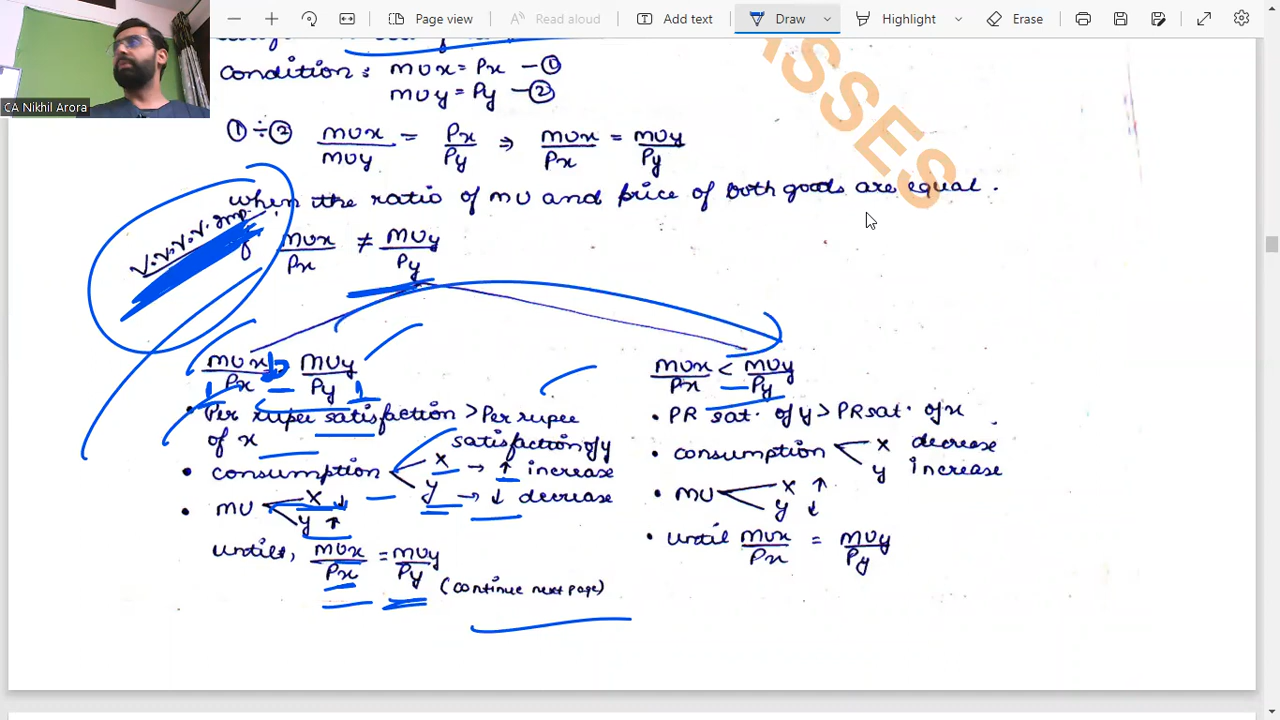 Page view
Read aloud
Add text
Draw
Highlight
Erase
CA Nikhil Arora
ASSES
Condition: MUx = Px —①
MUy = Py —②
① ÷ ② MUx/MUy = Px/Py ⇒ MUx/Px = MUy/Py
when the ratio of MU and price of both goods are equal.
V.V.V.V. Imp.
MUx/Px ≠ MUy/Py
MUx/Px > MUy/Py
• Per rupee satisfaction > Per rupee
of x satisfaction of y
• Consumption x → ↑ increase
y → ↓ decrease
• MU x ↓
y ↑
until, MUx/Px = MUy/Py (continue next page)
MUx/Px < MUy/Py
• PR sat. of y > PR sat. of x
• consumption x decrease
y increase
• MU x ↑
y ↓
• until MUx/Px = MUy/Py